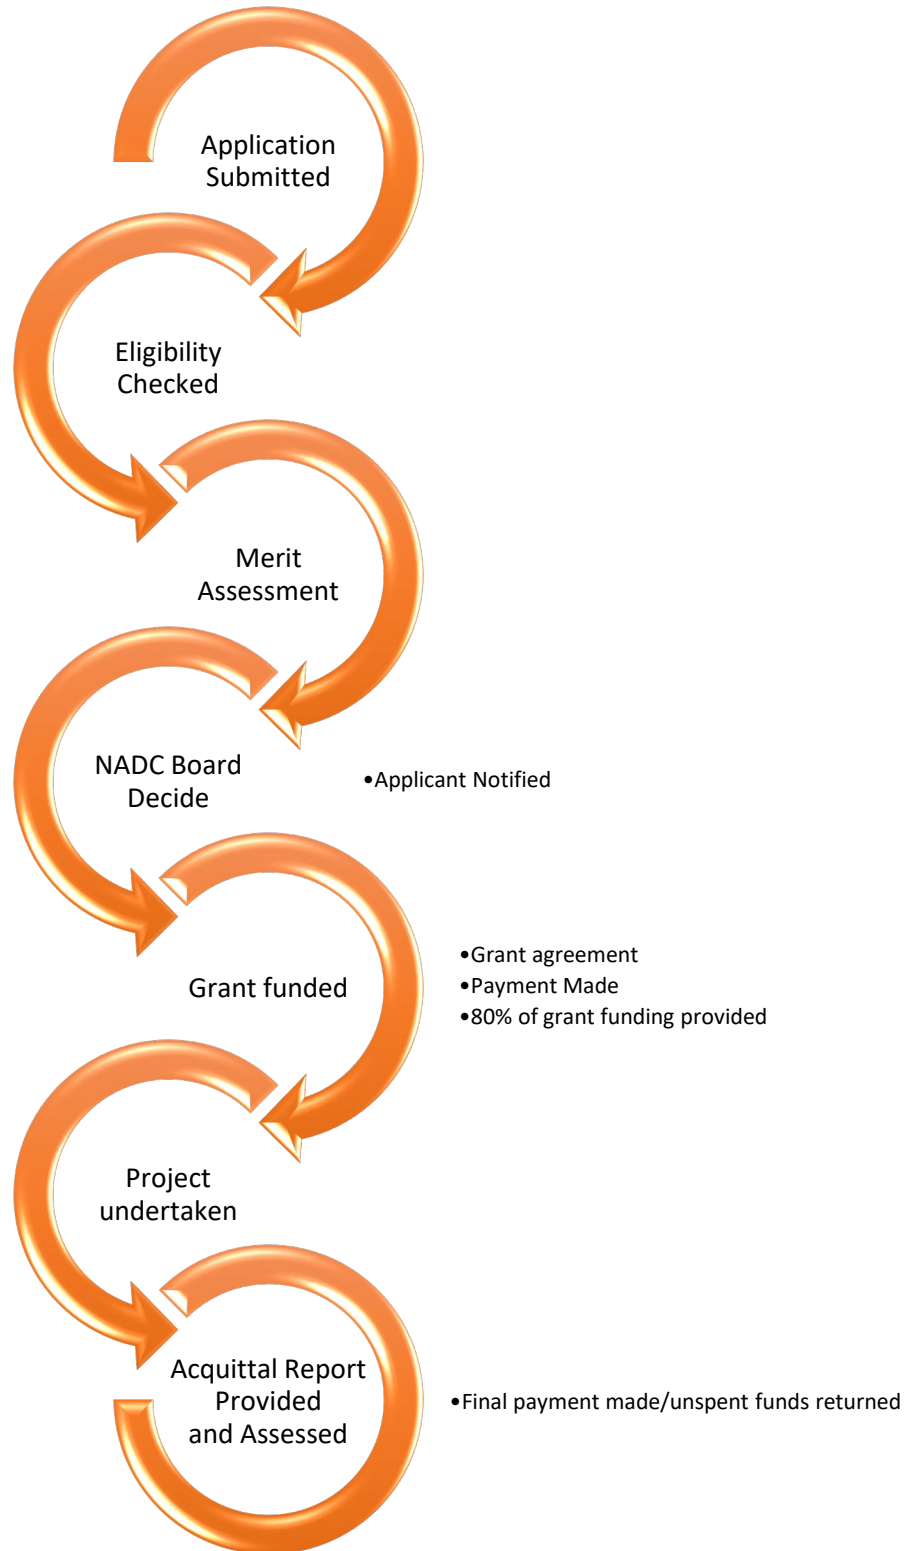 Application
Submitted
Eligibility
Checked
Merit
Assessment
NADC Board
Decide
•Applicant Notified
Grant funded
•Grant agreement
•Payment Made
•80% of grant funding provided
Project
undertaken
Acquittal Report
Provided
and Assessed
•Final payment made/unspent funds returned